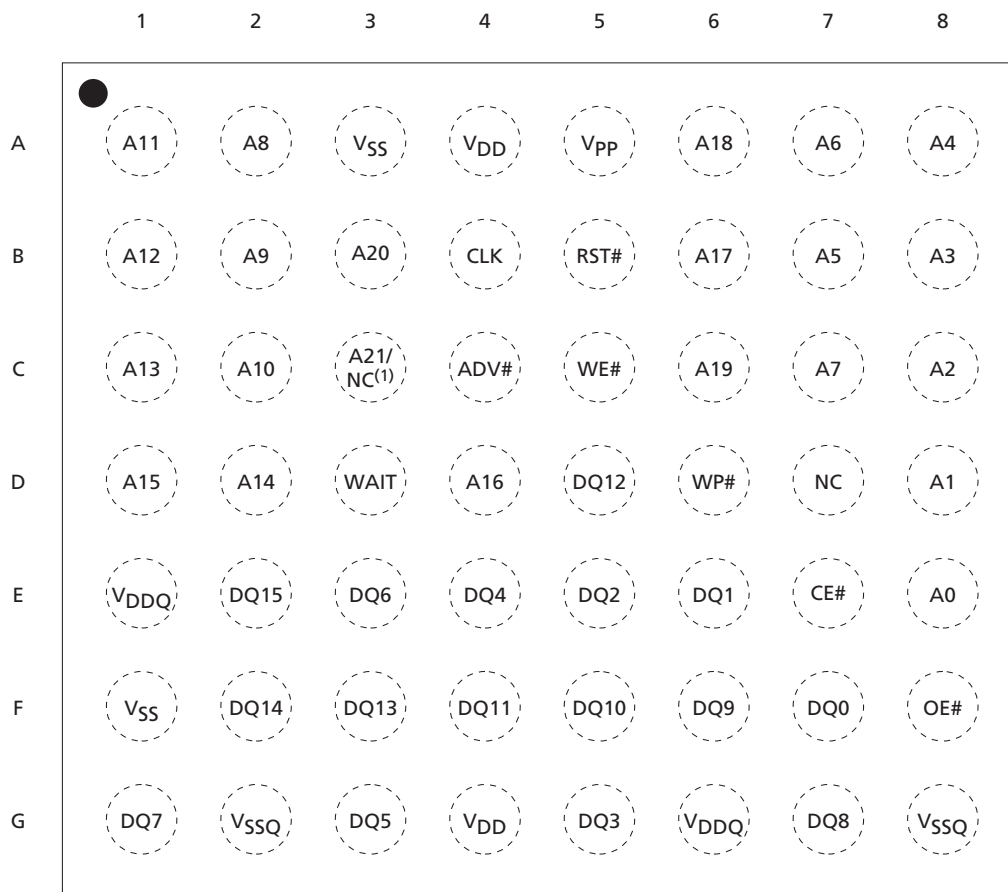 1 2 3 4 5 6 7 8
A A11 A8 VSS VDD VPP A18 A6 A4
B A12 A9 A20 CLK RST# A17 A5 A3
C A13 A10 A21/ NC(1) ADV# WE# A19 A7 A2
D A15 A14 WAIT A16 DQ12 WP# NC A1
E VDDQ DQ15 DQ6 DQ4 DQ2 DQ1 CE# A0
F VSS DQ14 DQ13 DQ11 DQ10 DQ9 DQ0 OE#
G DQ7 VSSQ DQ5 VDD DQ3 VDDQ DQ8 VSSQ